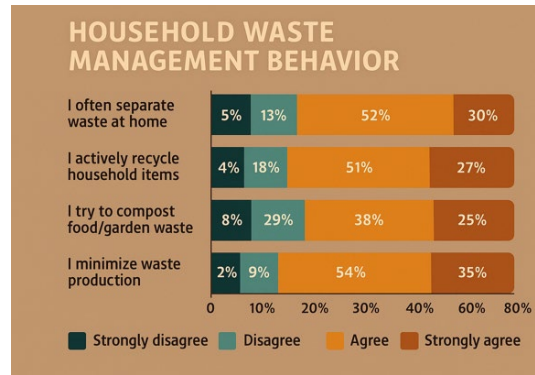 HOUSEHOLD WASTE
MANAGEMENT BEHAVIOR
I often separate
waste at home
5% 13% 52% 30%
I actively recycle
household items
4% 18% 51% 27%
I try to compost
food/garden waste
8% 29% 38% 25%
I minimize waste
production
2% 9% 54% 35%
0 10% 20% 30% 40% 60% 80%
Strongly disagree Disagree Agree Strongly agree